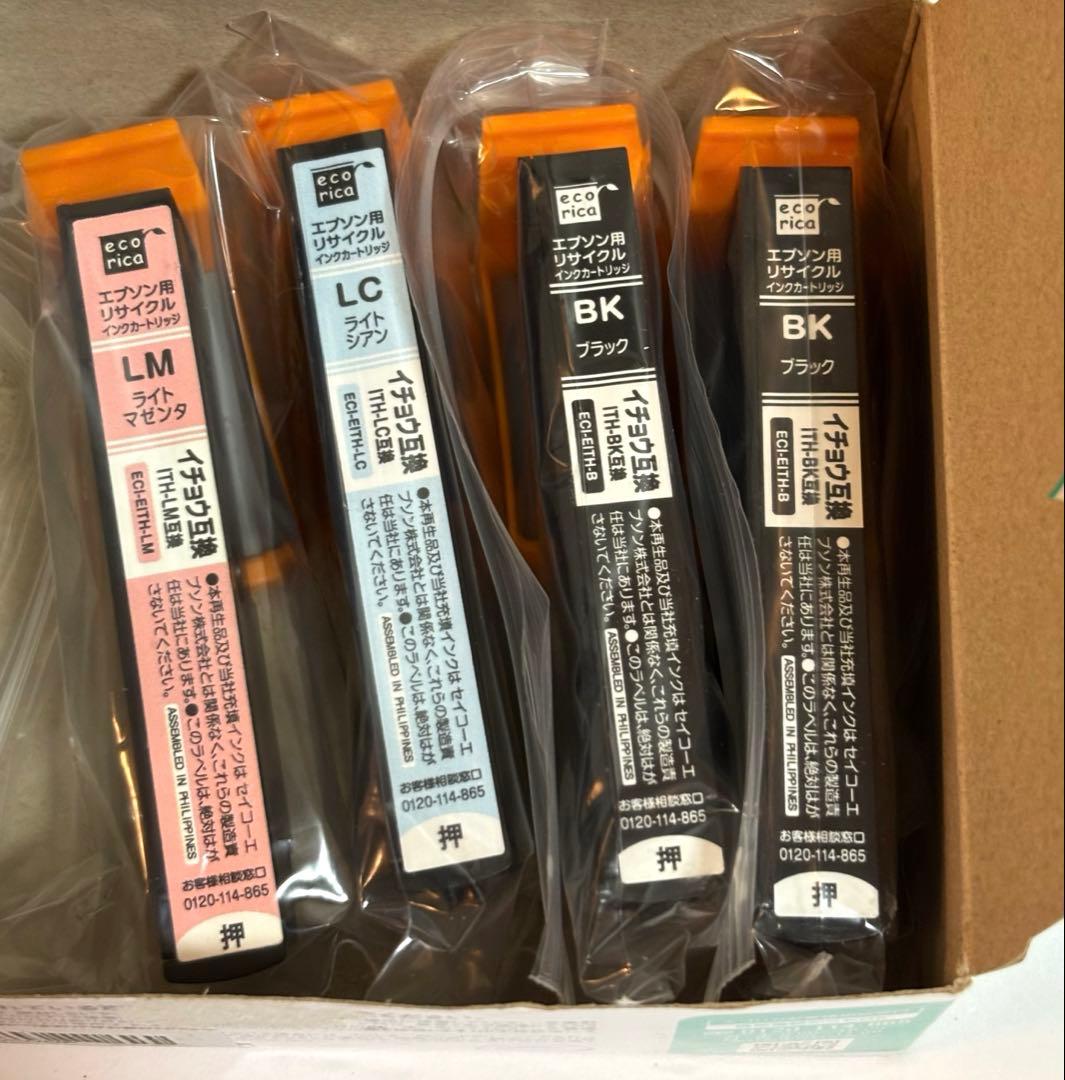 eco
rica
エプソン用
リサイクル
インクカートリッジ
LM
ライト
マゼンタ
イチョウ互換
ITH-LM互換
ECI-EITH-LM
●本再生品及び当社充填インクは セイコーエ
プソン株式会社とは関係なく、これらの製造責
任は当社にあります。●このラベルは、絶対はが
さないでください。
ASSEMBLED IN PHILIPPINES
お客様相談窓口
0120-114-865
押
eco
rica
エプソン用
リサイクル
インクカートリッジ
LC
ライト
シアン
イチョウ互換
ITH-LC互換
ECI-EITH-LC
●本再生品及び当社充填インクは セイコーエ
プソン株式会社とは関係なく、これらの製造責
任は当社にあります。●このラベルは、絶対はが
さないでください。
ASSEMBLED IN PHILIPPINES
お客様相談窓口
0120-114-865
押
eco
rica
エプソン用
リサイクル
インクカートリッジ
BK
ブラック
イチョウ互換
ITH-BK互換
ECI-EITH-B
●本再生品及び当社充填インクは セイコーエ
プソン株式会社とは関係なく、これらの製造責
任は当社にあります。●このラベルは、絶対はが
さないでください。
ASSEMBLED IN PHILIPPINES
お客様相談窓口
0120-114-865
押
eco
rica
エプソン用
リサイクル
インクカートリッジ
BK
ブラック
イチョウ互換
ITH-BK互換
ECI-EITH-B
●本再生品及び当社充填インクは セイコーエ
プソン株式会社とは関係なく、これらの製造責
任は当社にあります。●このラベルは、絶対はが
さないでください。
ASSEMBLED IN PHILIPPINES
お客様相談窓口
0120-114-865
押